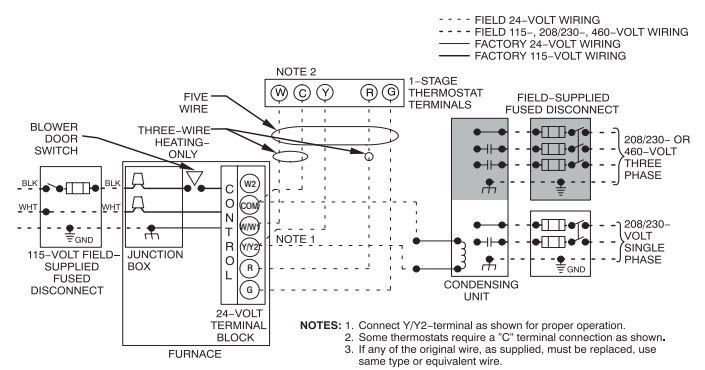 FIELD 24-VOLT WIRING
FIELD 115-, 208/230-, 460-VOLT WIRING
FACTORY 24-VOLT WIRING
FACTORY 115-VOLT WIRING
NOTE 2
W C Y R G
1-STAGE
THERMOSTAT
TERMINALS
FIVE
WIRE
THREE-WIRE
HEATING-
ONLY
BLOWER
DOOR
SWITCH
FIELD-SUPPLIED
FUSED DISCONNECT
208/230- OR
460-VOLT
THREE
PHASE
208/230-
VOLT
SINGLE
PHASE
GND
CONDENSING
UNIT
BLK
BLK
WHT
WHT
GND
115-VOLT FIELD-
SUPPLIED
FUSED
DISCONNECT
JUNCTION
BOX
CONTROL
W2
COM
W/W1
Y/Y2
R
G
NOTE 1
24-VOLT
TERMINAL
BLOCK
FURNACE
NOTES: 1. Connect Y/Y2-terminal as shown for proper operation.
2. Some thermostats require a "C" terminal connection as shown.
3. If any of the original wire, as supplied, must be replaced, use
same type or equivalent wire.